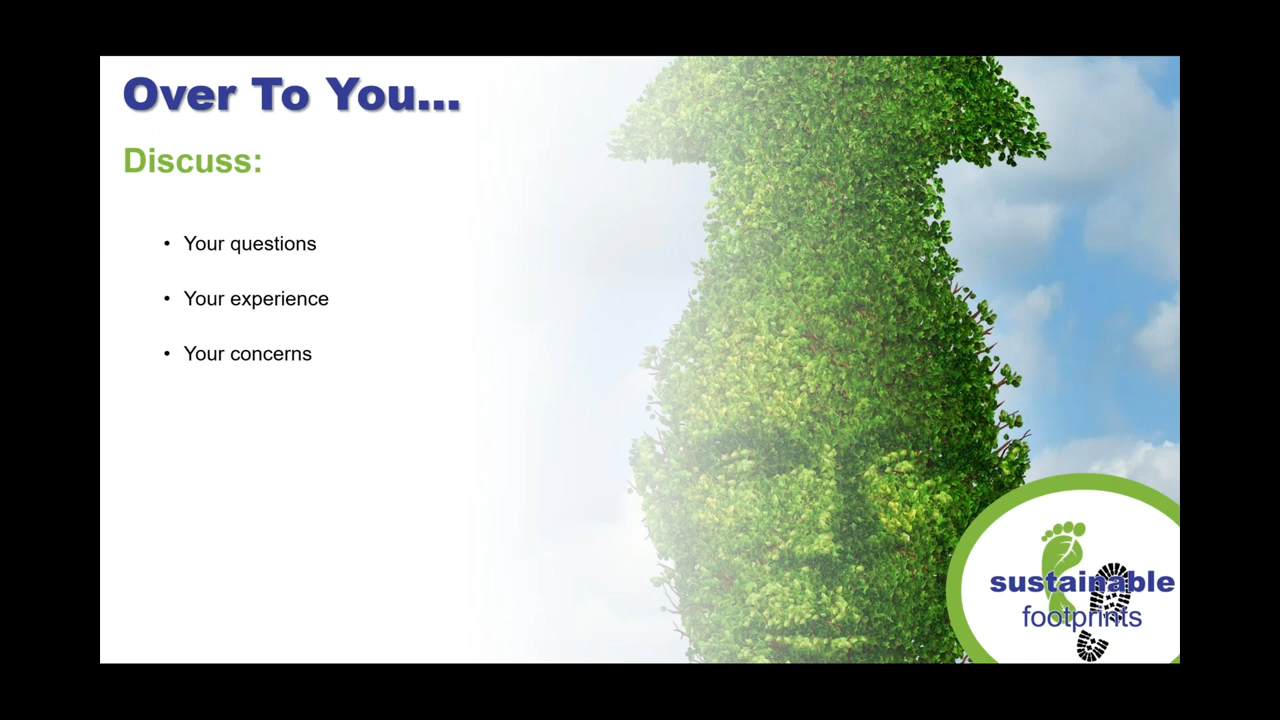 Over To You...
Discuss:
• Your questions
• Your experience
• Your concerns
sustainable
footprints